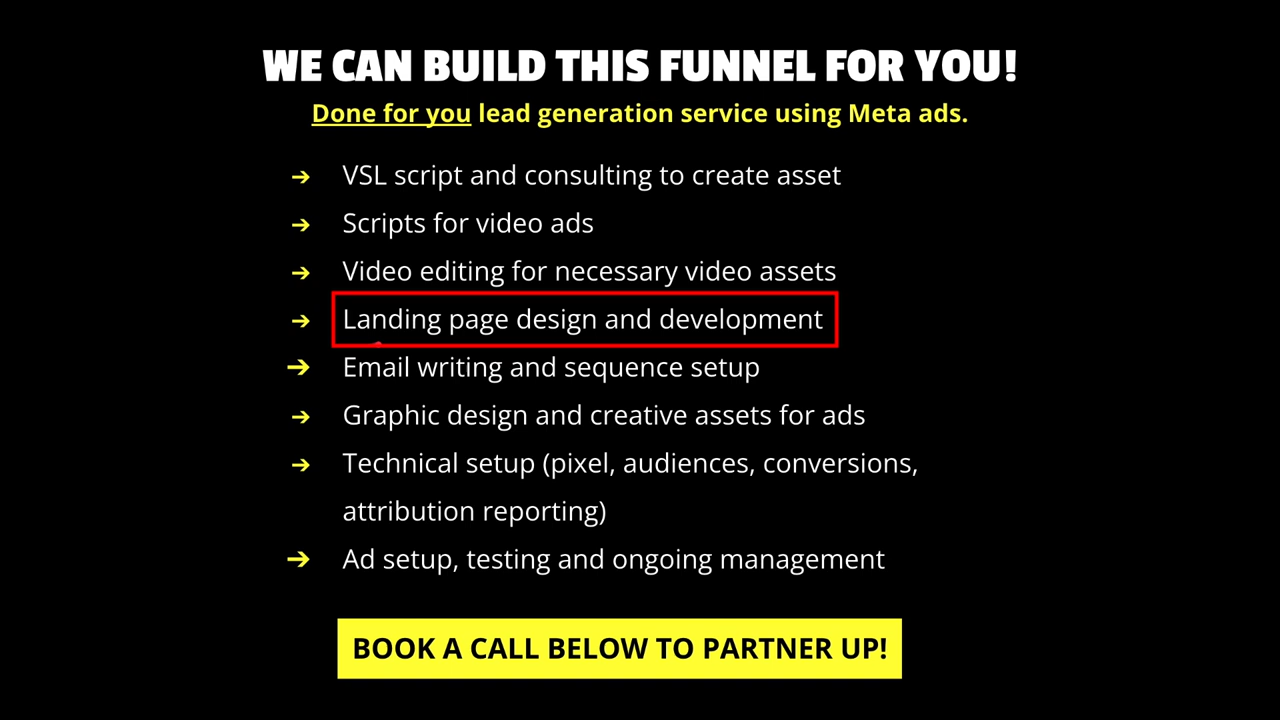 WE CAN BUILD THIS FUNNEL FOR YOU!
Done for you lead generation service using Meta ads.
➔ VSL script and consulting to create asset
➔ Scripts for video ads
➔ Video editing for necessary video assets
➔ Landing page design and development
➔ Email writing and sequence setup
➔ Graphic design and creative assets for ads
➔ Technical setup (pixel, audiences, conversions,
attribution reporting)
➔ Ad setup, testing and ongoing management
BOOK A CALL BELOW TO PARTNER UP!